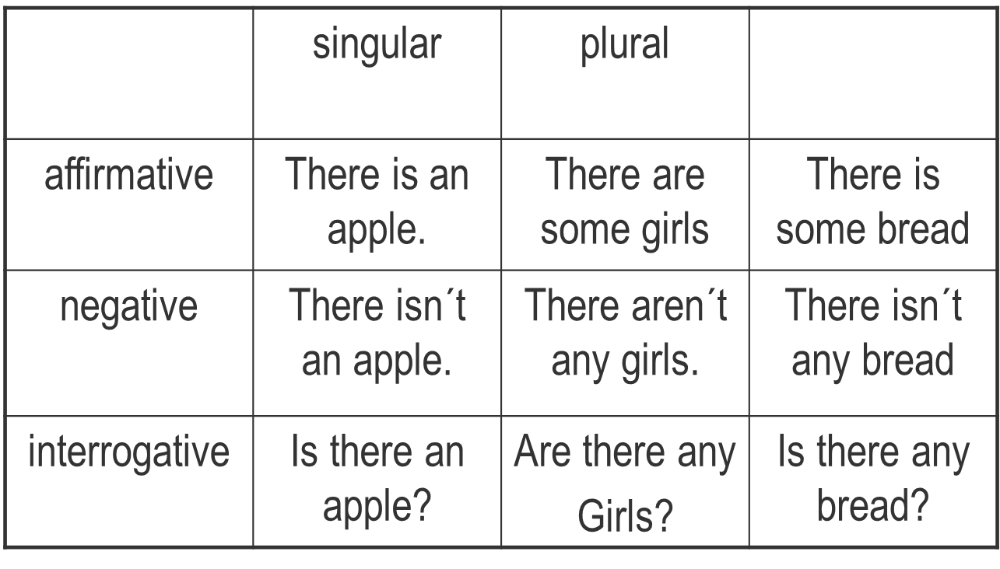 singular
plural
affirmative
There is an
apple.
There are
some girls
There is
some bread
negative
There isn´t
an apple.
There aren´t
any girls.
There isn´t
any bread
interrogative
Is there an
apple?
Are there any
Girls?
Is there any
bread?